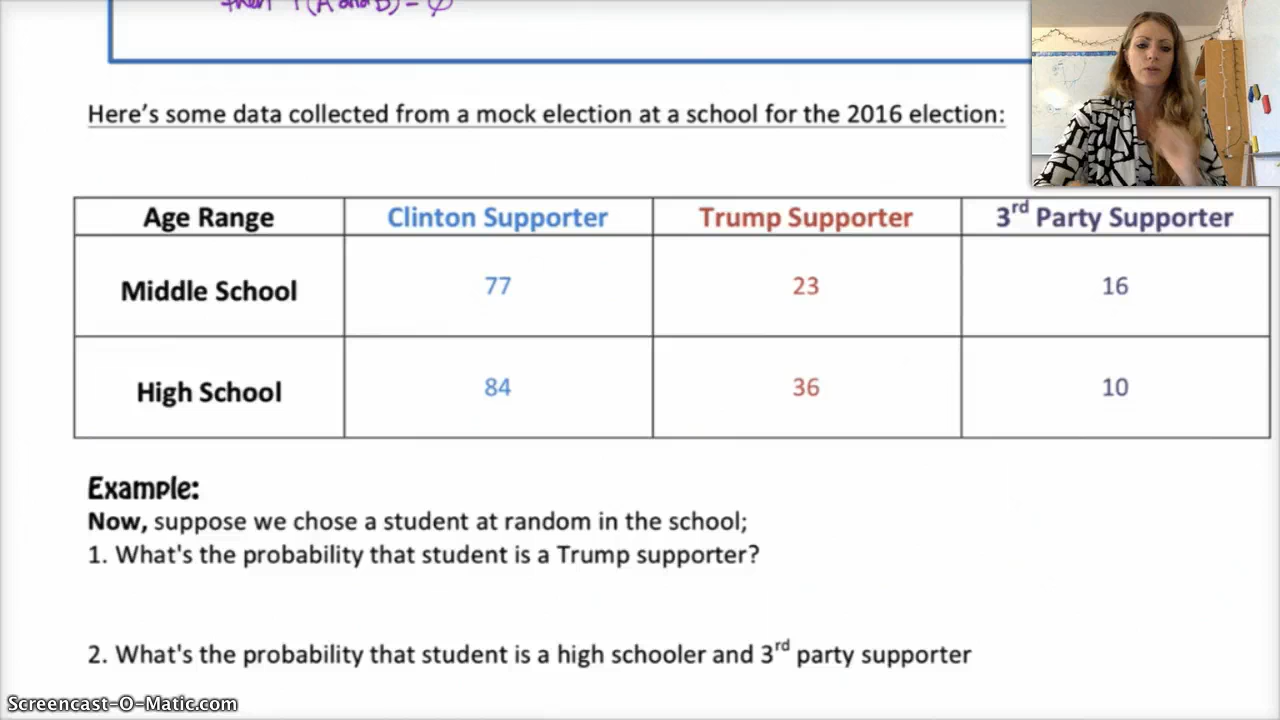 then P(A and B) = ∅
Here's some data collected from a mock election at a school for the 2016 election:
Age Range Clinton Supporter Trump Supporter 3rd Party Supporter
Middle School 77 23 16
High School 84 36 10
Example:
Now, suppose we chose a student at random in the school;
1. What's the probability that student is a Trump supporter?
2. What's the probability that student is a high schooler and 3rd party supporter
Screencast-O-Matic.com